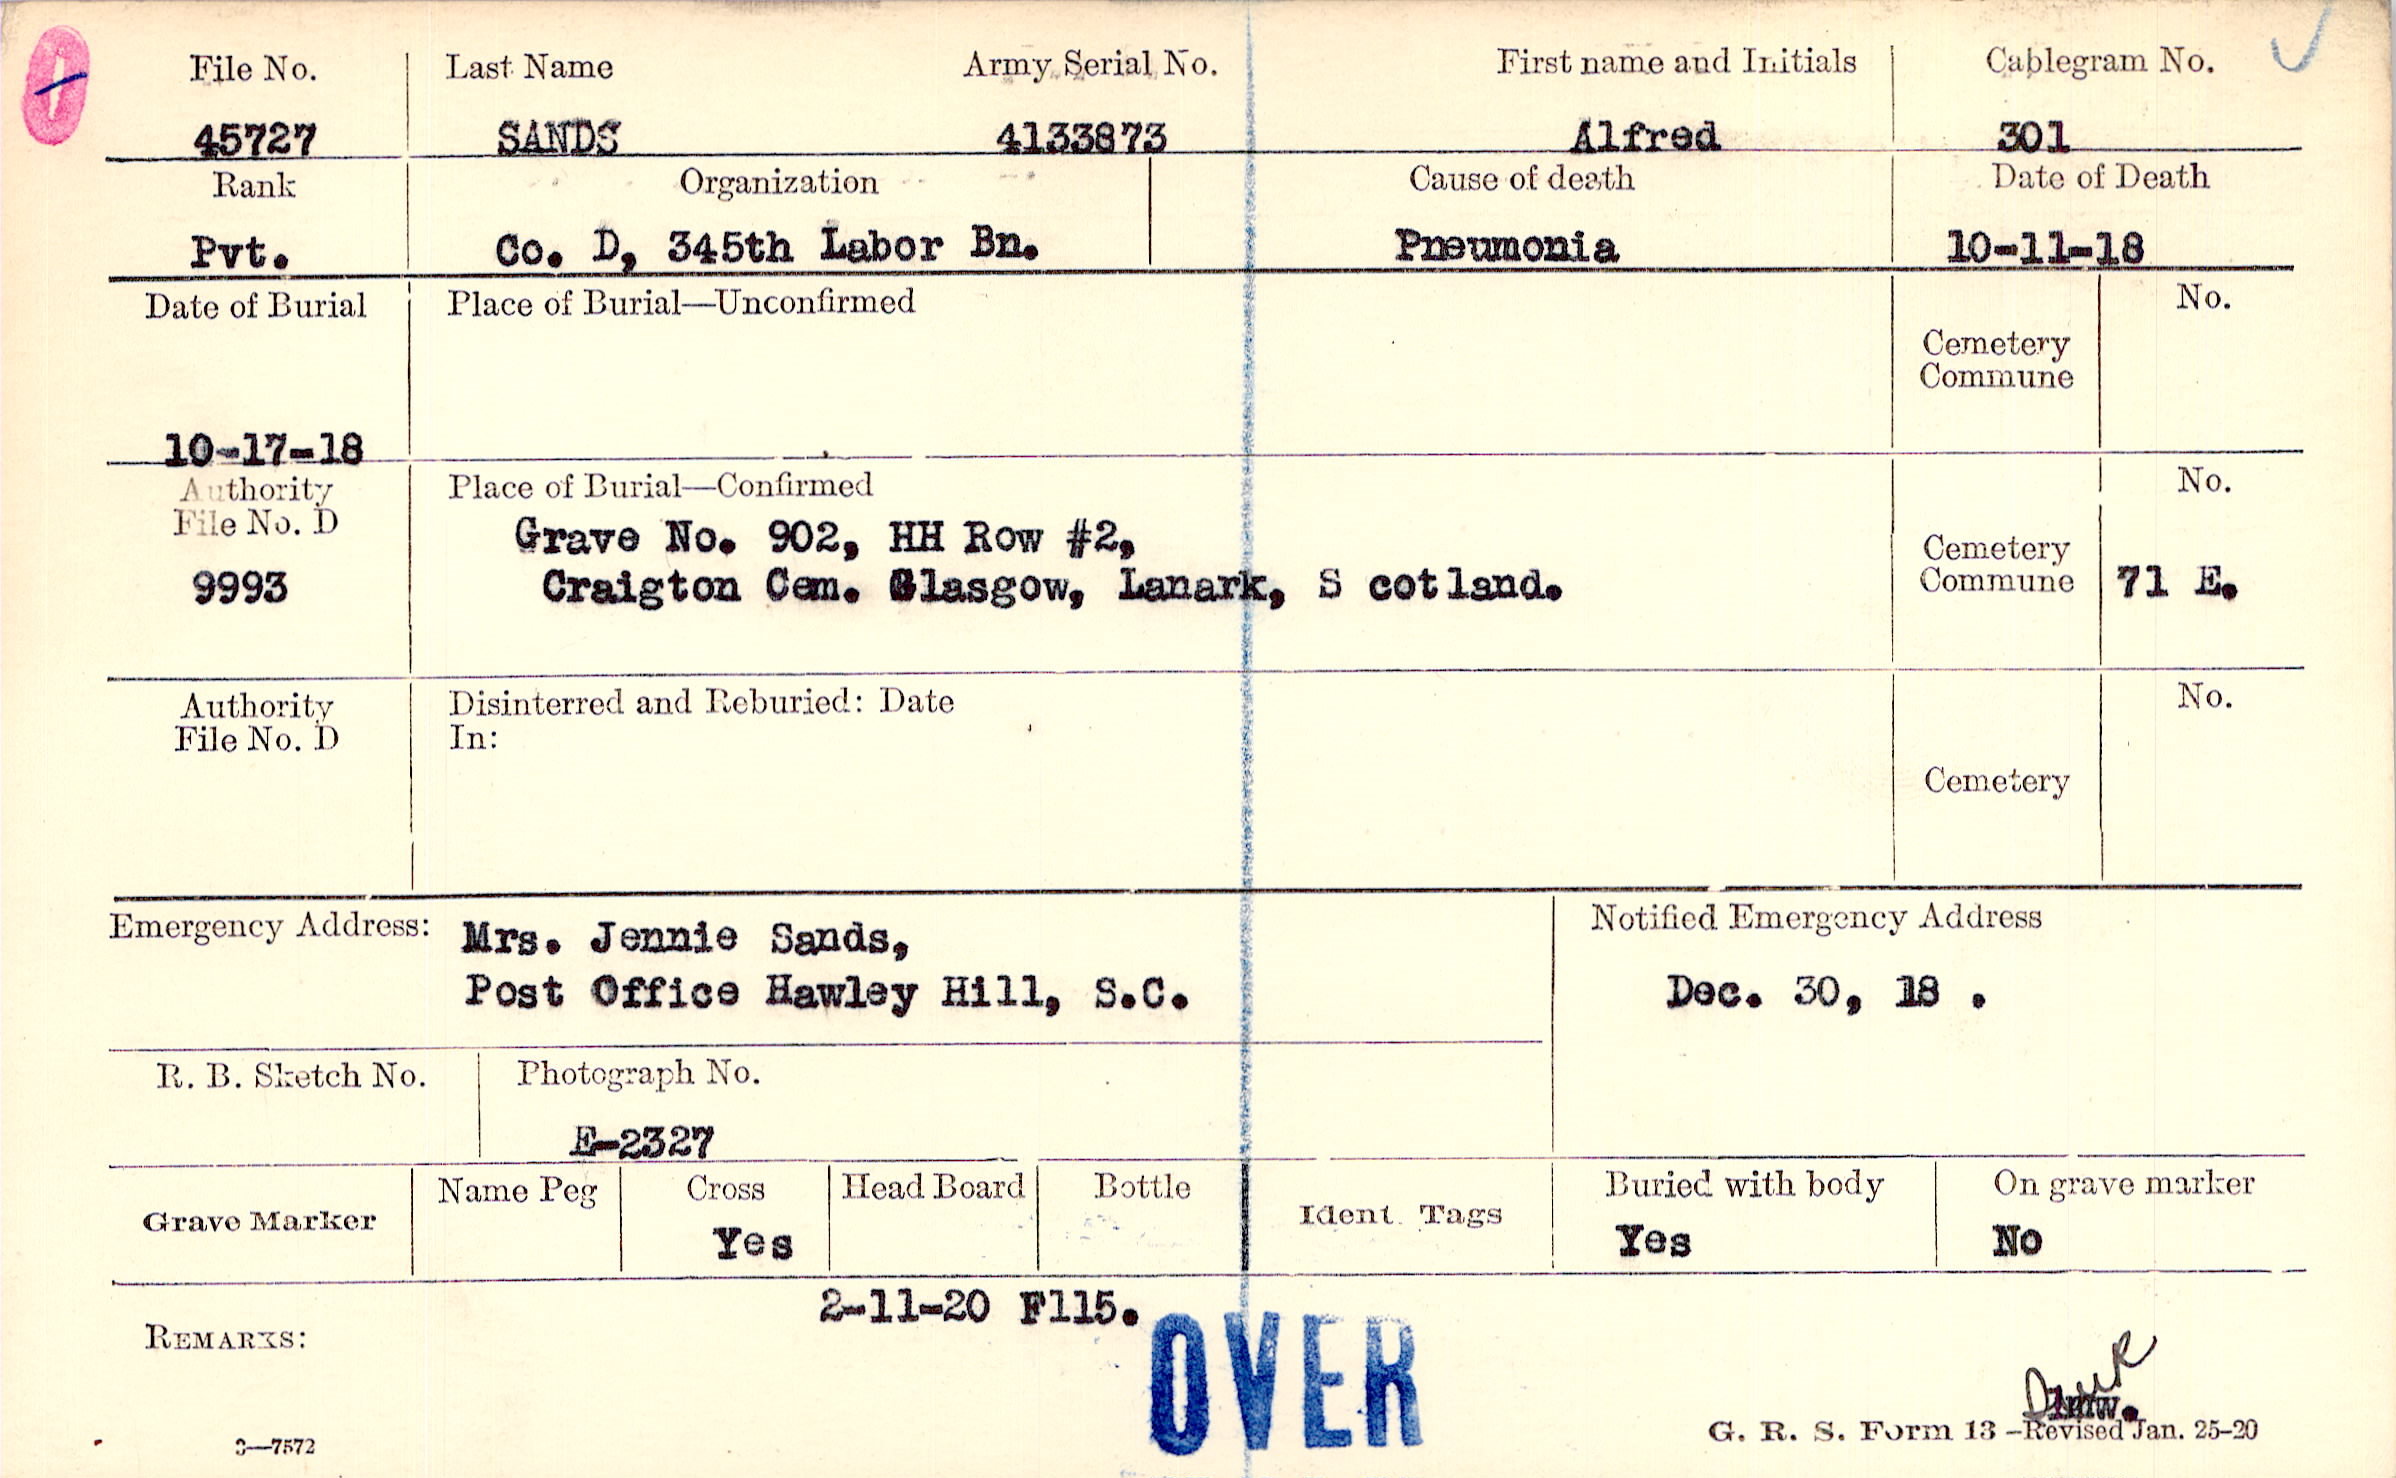 File No. Last Name Army Serial No. First name and Initials Cablegram No.
45727 SANDS 4133873 Alfred 301
Rank Organization Cause of death Date of Death
Pvt. Co. D, 345th Labor Bn. Pneumonia 10-11-18
Date of Burial Place of Burial—Unconfirmed No.
Cemetery
Commune
10-17-18
Authority Place of Burial—Confirmed No.
File No. D
Grave No. 902, HH Row #2,
Cemetery
9993 Craigton Cem. Glasgow, Lanark, S cotland. Commune 71 E.
Authority Disinterred and Reburied: Date No.
File No. D In:
Cemetery
Emergency Address: Mrs. Jennie Sands, Notified Emergency Address
Post Office Hawley Hill, S.C. Dec. 30, 18 .
R. B. Sketch No. Photograph No.
E-2327
Name Peg Cross Head Board Bottle Buried with body On grave marker
Grave Marker Ident. Tags
Yes Yes No
2-11-20 F115.
REMARKS:
OVER
3—7572 G. R. S. Form 13 —Revised Jan. 25-20